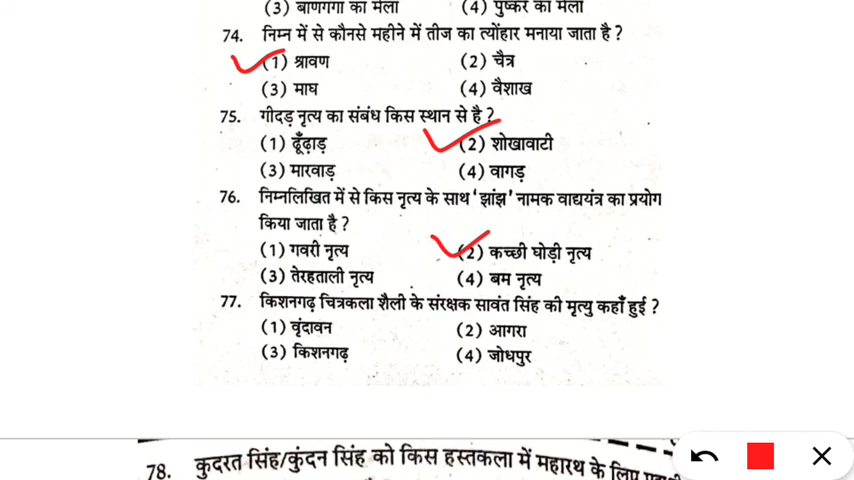 (3) बाणगंगा का मेला (4) पुष्कर का मेला
74. निम्न में से कौनसे महीने में तीज का त्योंहार मनाया जाता है ?
(1) श्रावण (2) चैत्र
(3) माघ (4) वैशाख
75. गीदड़ नृत्य का संबंध किस स्थान से है ?
(1) ढूँढ़ाड़ (2) शोखावाटी
(3) मारवाड़ (4) वागड़
76. निम्नलिखित में से किस नृत्य के साथ 'झांझ' नामक वाद्ययंत्र का प्रयोग
किया जाता है ?
(1) गवरी नृत्य (2) कच्छी घोड़ी नृत्य
(3) तेरहताली नृत्य (4) बम नृत्य
77. किशनगढ़ चित्रकला शैली के संरक्षक सावंत सिंह की मृत्यु कहाँ हुई ?
(1) वृंदावन (2) आगरा
(3) किशनगढ़ (4) जोधपुर
78. कुदरत सिंह/कुंदन सिंह को किस हस्तकला में महारथ के लिए